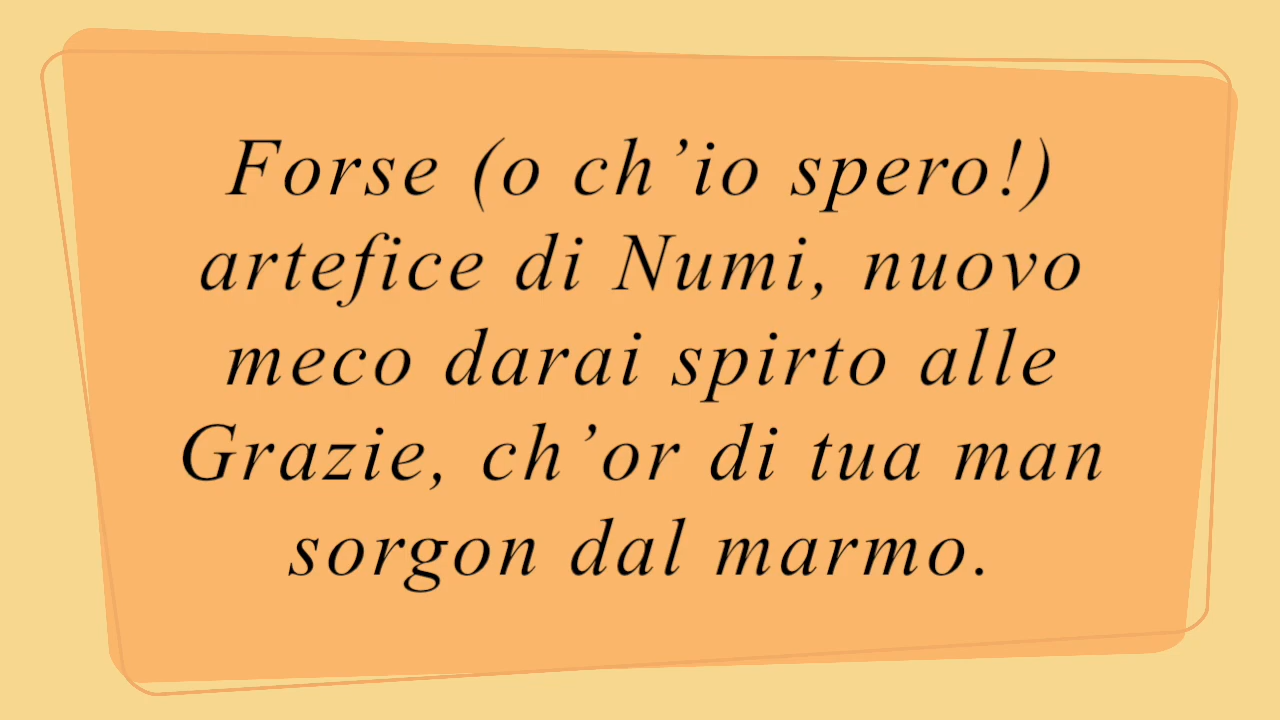 Forse (o ch’io spero!)
artefice di Numi, nuovo
meco darai spirto alle
Grazie, ch’or di tua man
sorgon dal marmo.